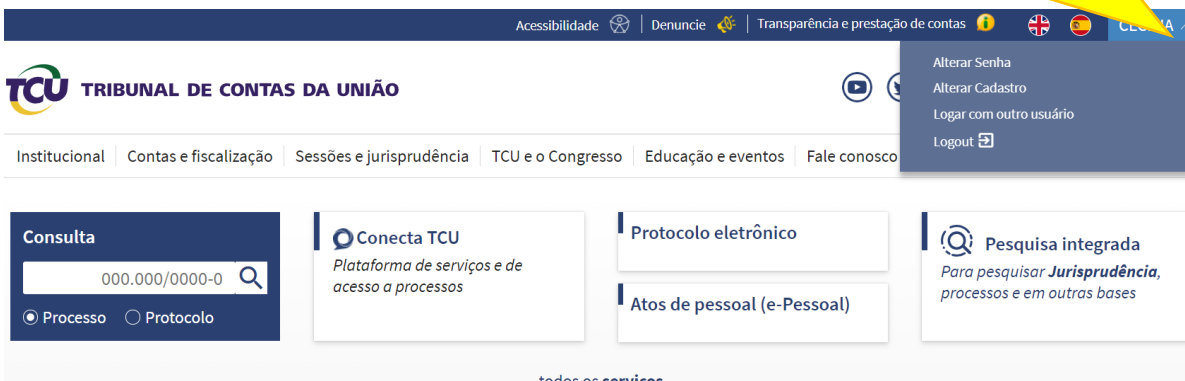 Acessibilidade Denuncie Transparência e prestação de contas
Alterar Senha
Alterar Cadastro
Logar com outro usuário
Logout
TCU TRIBUNAL DE CONTAS DA UNIÃO
Institucional Contas e fiscalização Sessões e jurisprudência TCU e o Congresso Educação e eventos Fale conosco
Consulta
000.000/0000-0
Processo Protocolo
Conecta TCU
Plataforma de serviços e de
acesso a processos
Protocolo eletrônico
Atos de pessoal (e-Pessoal)
Pesquisa integrada
Para pesquisar Jurisprudência,
processos e em outras bases
todos os serviços